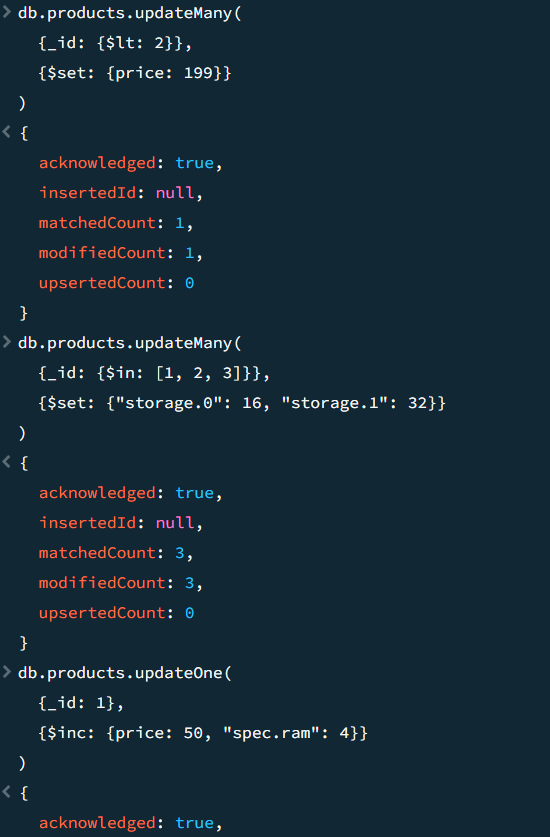 > db.products.updateMany(
{_id: {$lt: 2}},
{$set: {price: 199}}
)
< {
acknowledged: true,
insertedId: null,
matchedCount: 1,
modifiedCount: 1,
upsertedCount: 0
}
> db.products.updateMany(
{_id: {$in: [1, 2, 3]}},
{$set: {"storage.0": 16, "storage.1": 32}}
)
< {
acknowledged: true,
insertedId: null,
matchedCount: 3,
modifiedCount: 3,
upsertedCount: 0
}
> db.products.updateOne(
{_id: 1},
{$inc: {price: 50, "spec.ram": 4}}
)
< {
acknowledged: true,